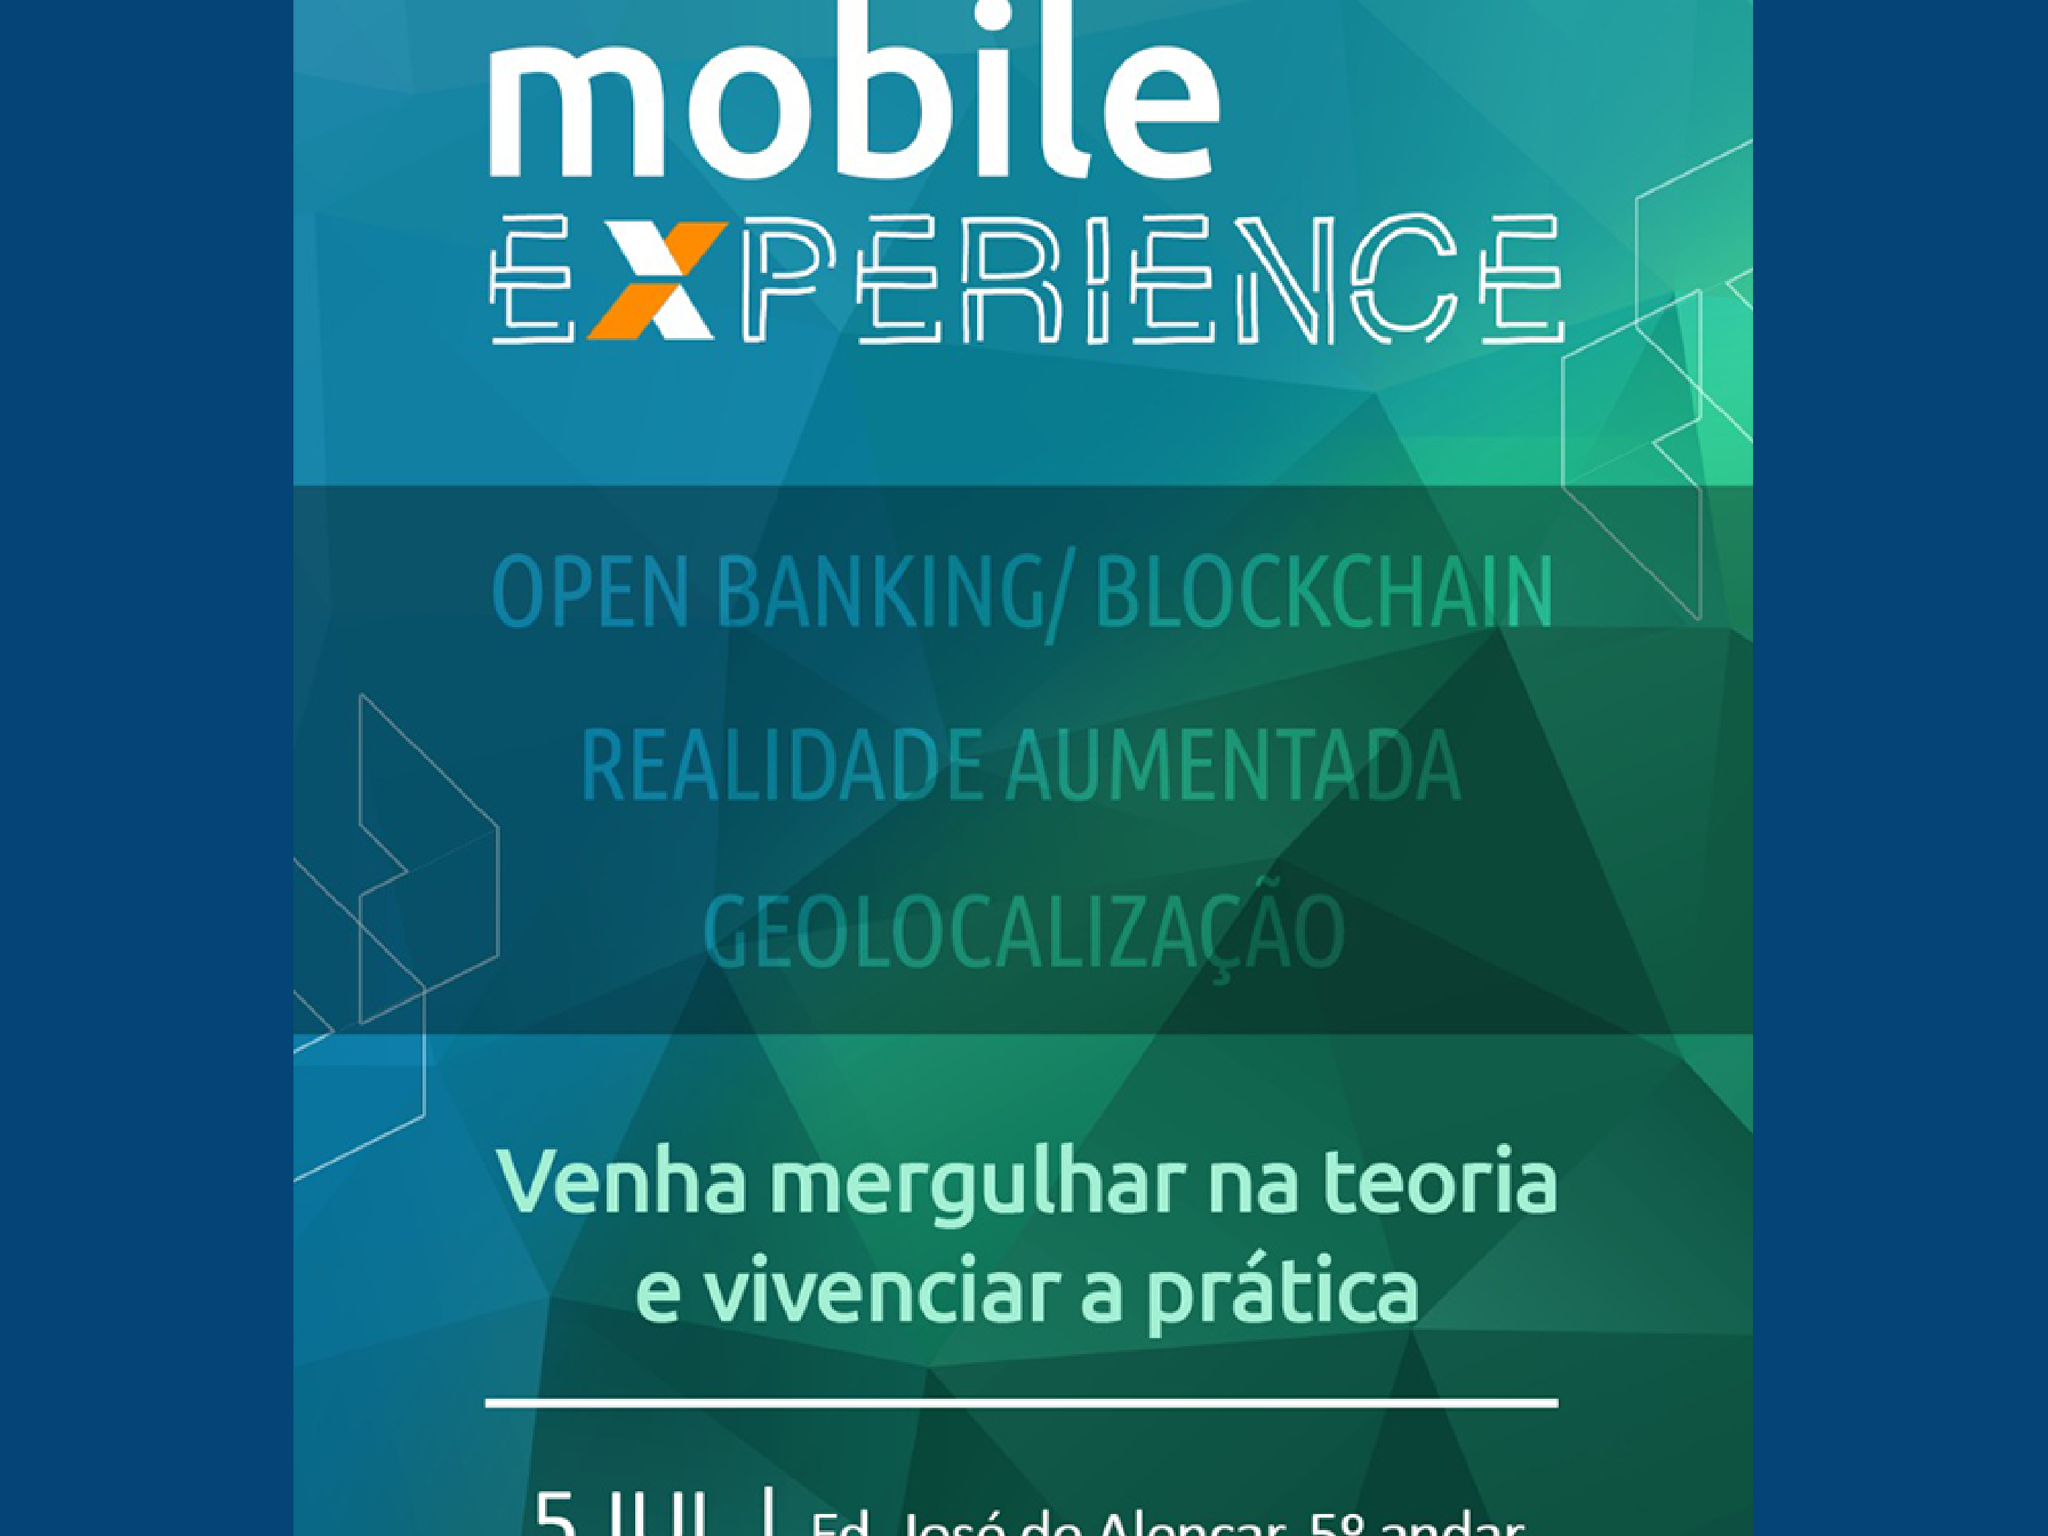 mobile
EXPERIENCE
OPEN BANKING/ BLOCKCHAIN
REALIDADE AUMENTADA
GEOLOCALIZAÇÃO
Venha mergulhar na teoria
e vivenciar a prática
5 JUL | Ed. José de Alencar, 5º andar